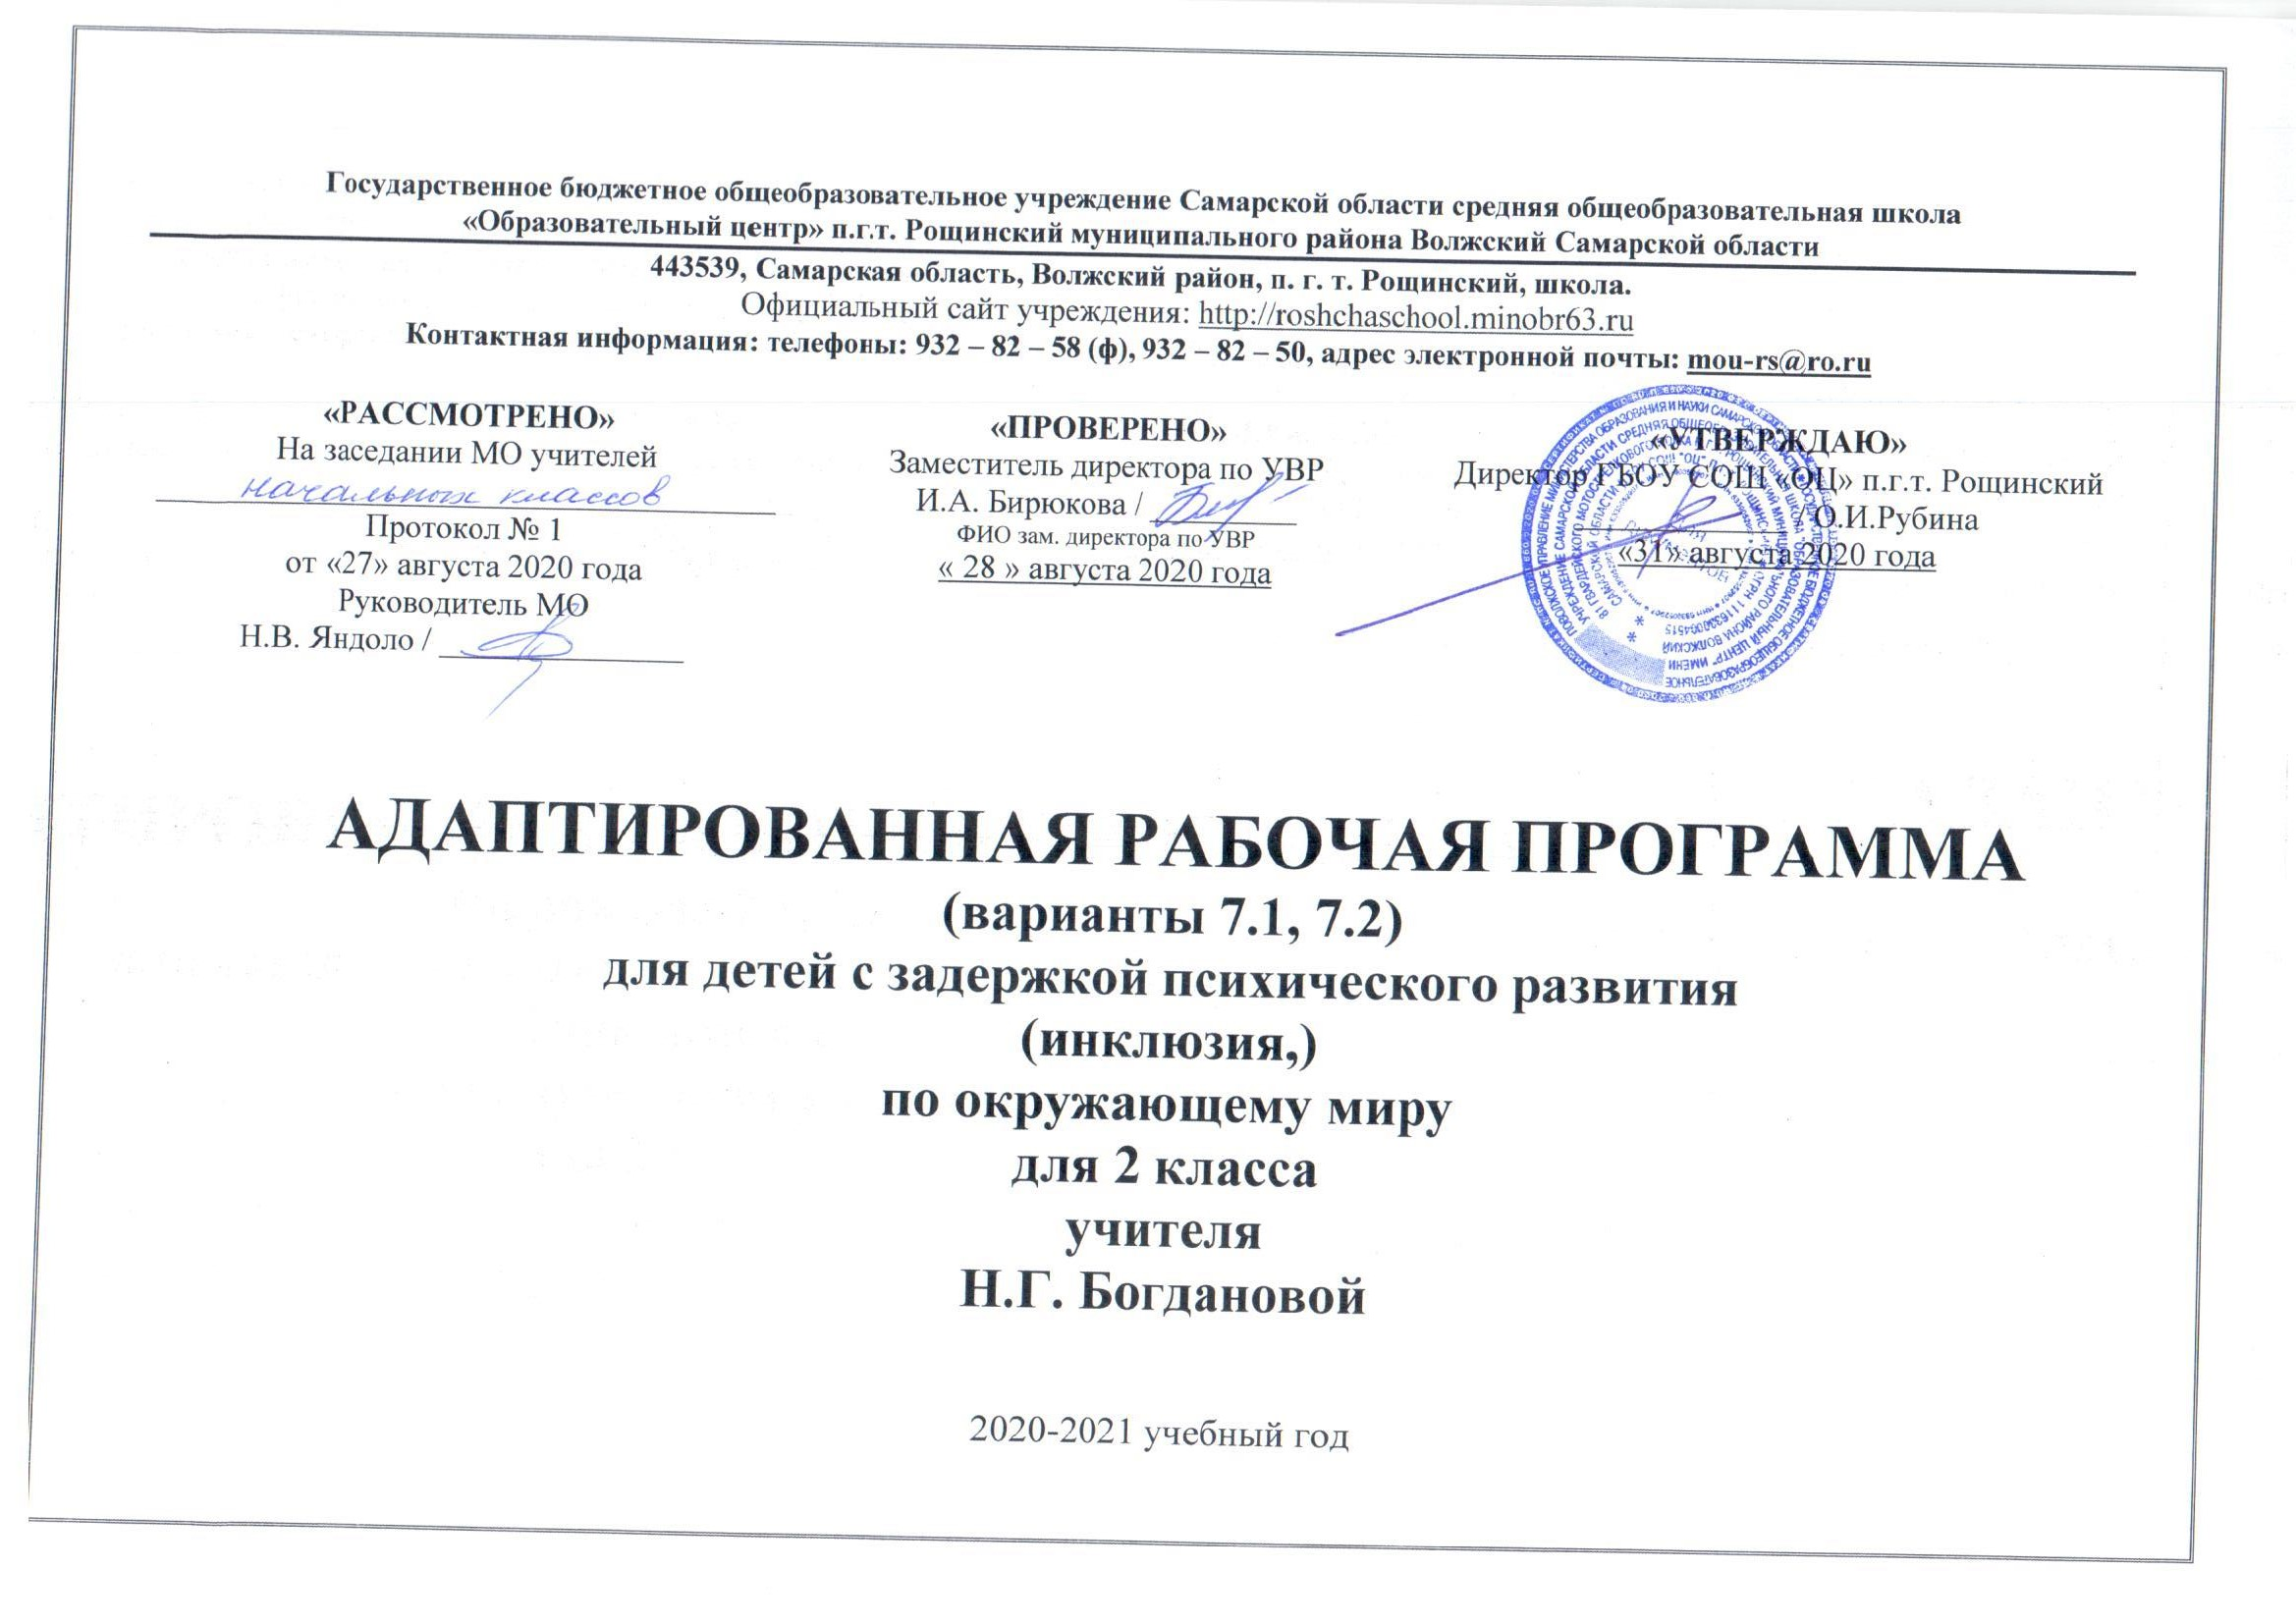 Государственное бюджетное общеобразовательное учреждение Самарской области средняя общеобразовательная школа
«Образовательный центр» п.г.т. Рощинский муниципального района Волжский Самарской области
443539, Самарская область, Волжский район, п. г. т. Рощинский, школа.
Официальный сайт учреждения: http://roshchaschool.minobr63.ru
Контактная информация: телефоны: 932 – 82 – 58 (ф), 932 – 82 – 50, адрес электронной почты: mou-rs@ro.ru
«РАССМОТРЕНО»
На заседании МО учителей
начальных классов
Протокол № 1
от «27» августа 2020 года
Руководитель МО
Н.В. Яндоло /
«ПРОВЕРЕНО»
Заместитель директора по УВР
И.А. Бирюкова /
ФИО зам. директора по УВР
« 28 » августа 2020 года
«УТВЕРЖДАЮ»
Директор ГБОУ СОШ «ОЦ» п.г.т. Рощинский
/ О.И.Рубина
«31» августа 2020 года
АДАПТИРОВАННАЯ РАБОЧАЯ ПРОГРАММА
(варианты 7.1, 7.2)
для детей с задержкой психического развития
(инклюзия,)
по окружающему миру
для 2 класса
учителя
Н.Г. Богдановой
2020-2021 учебный год